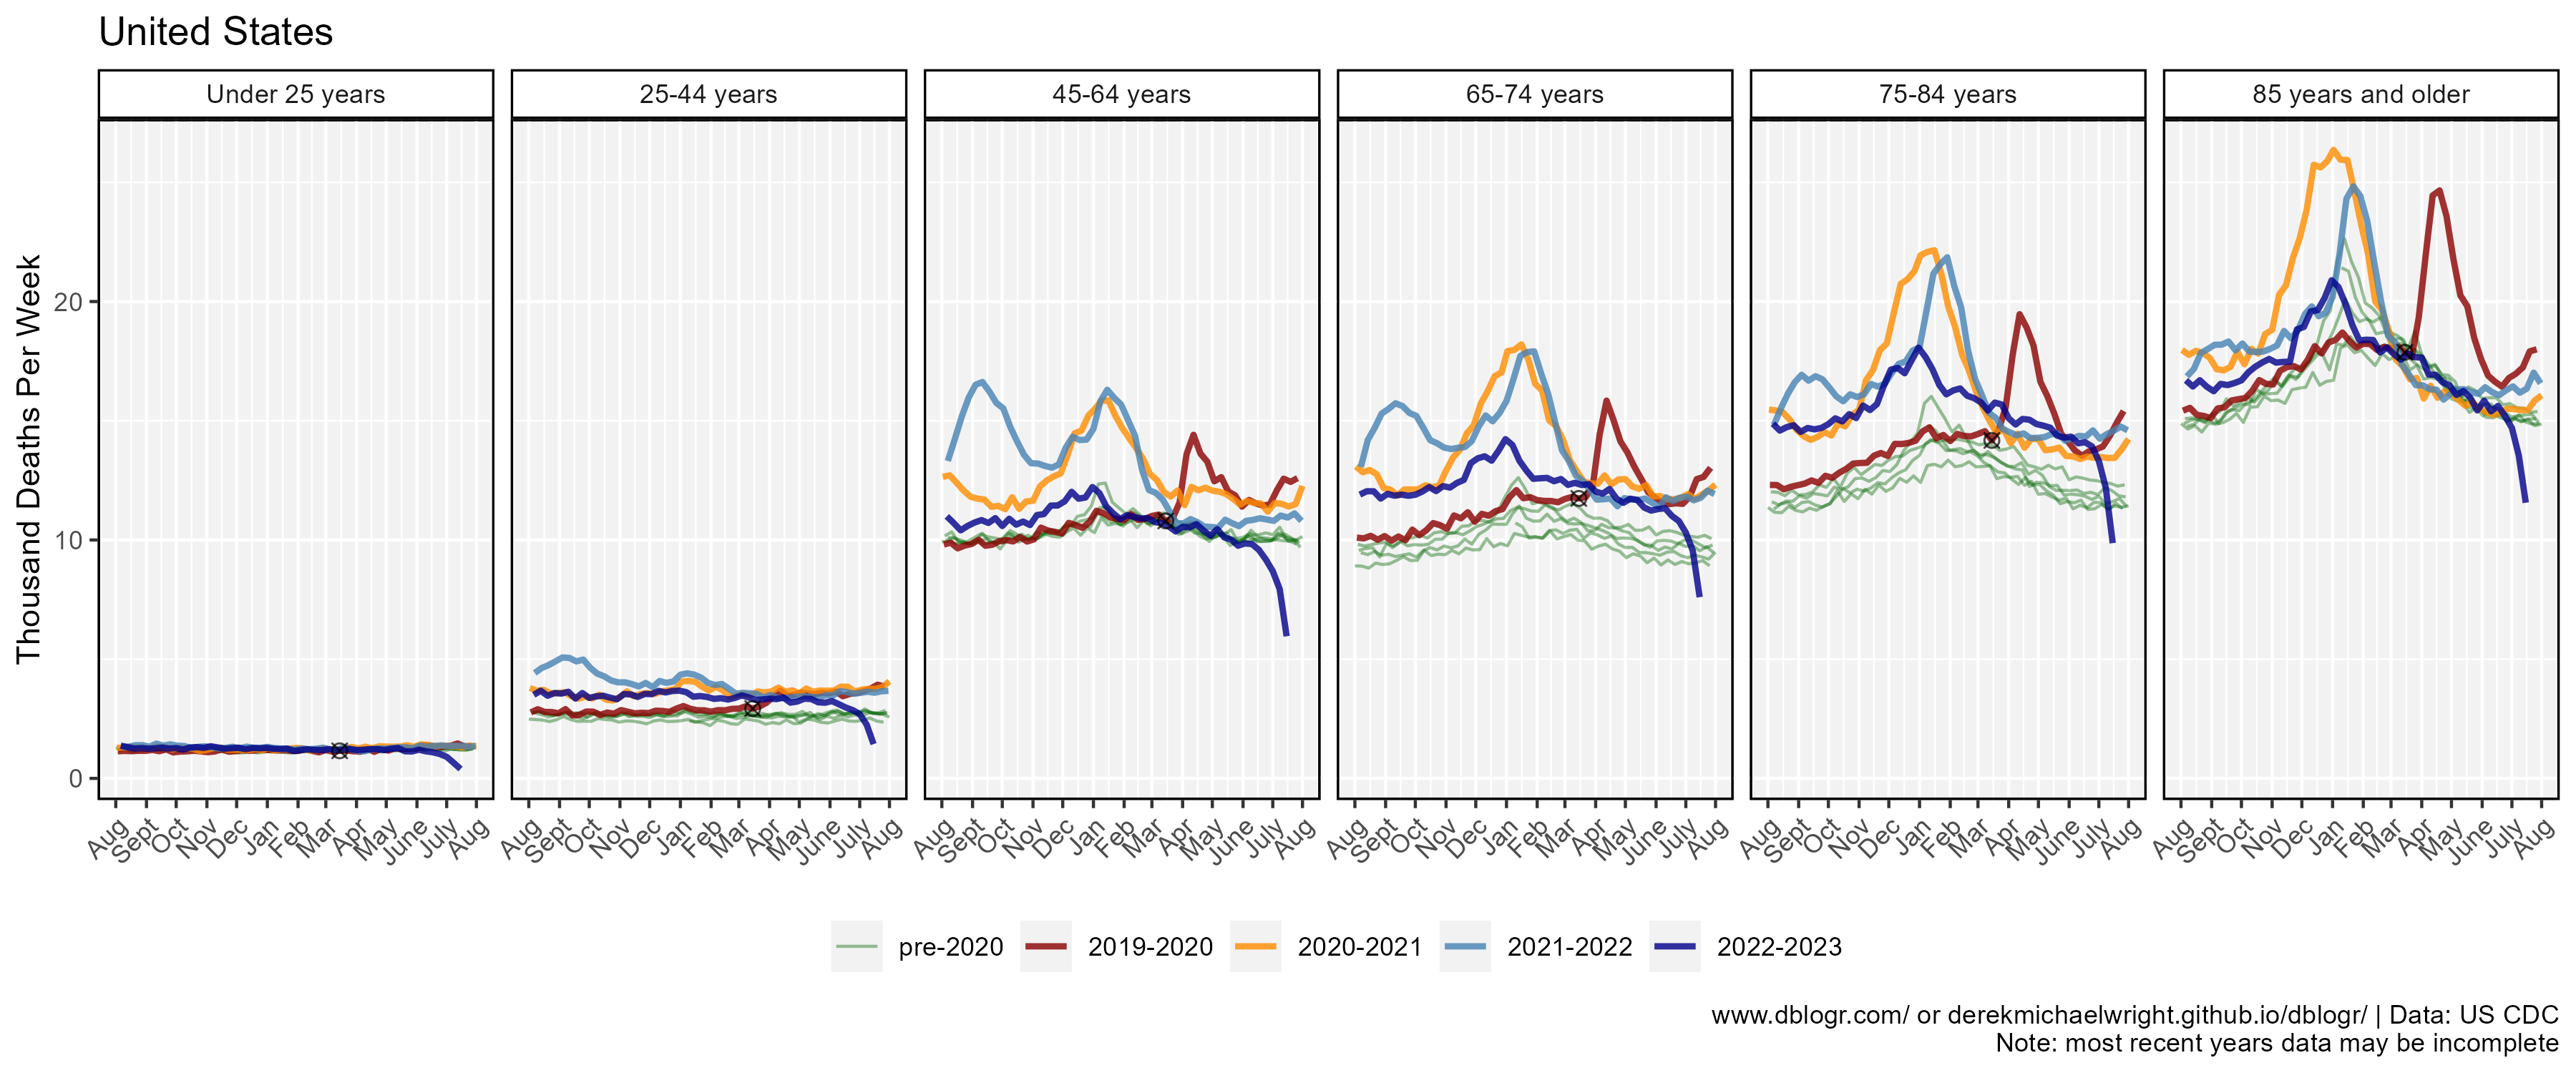 United States
Under 25 years
25-44 years
45-64 years
65-74 years
75-84 years
85 years and older
Thousand Deaths Per Week
20
10
0
Aug Sept Oct Nov Dec Jan Feb Mar Apr May June July Aug
Aug Sept Oct Nov Dec Jan Feb Mar Apr May June July Aug
Aug Sept Oct Nov Dec Jan Feb Mar Apr May June July Aug
Aug Sept Oct Nov Dec Jan Feb Mar Apr May June July Aug
Aug Sept Oct Nov Dec Jan Feb Mar Apr May June July Aug
Aug Sept Oct Nov Dec Jan Feb Mar Apr May June July Aug
pre-2020 2019-2020 2020-2021 2021-2022 2022-2023
www.dblogr.com/ or derekmichaelwright.github.io/dblogr/ | Data: US CDC
Note: most recent years data may be incomplete